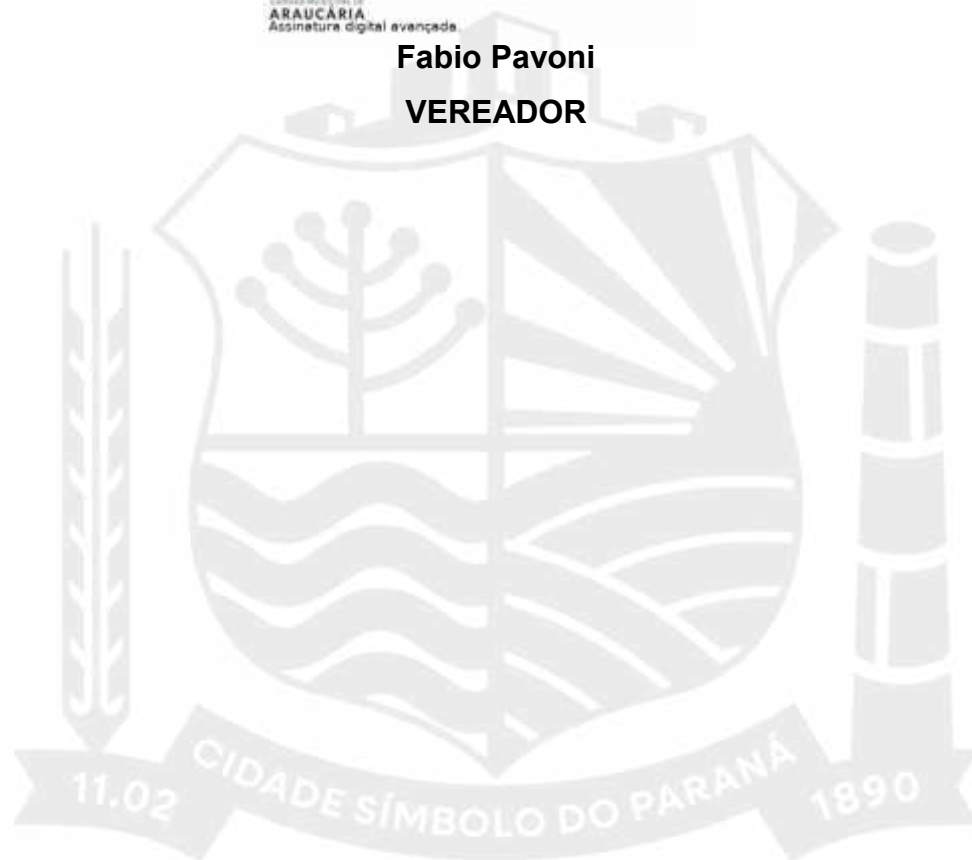 ARAUCÁRIA
Assinatura digital avançada.
Fabio Pavoni
VEREADOR
11.02
CIDADE SÍMBOLO DO PARANÁ
1890